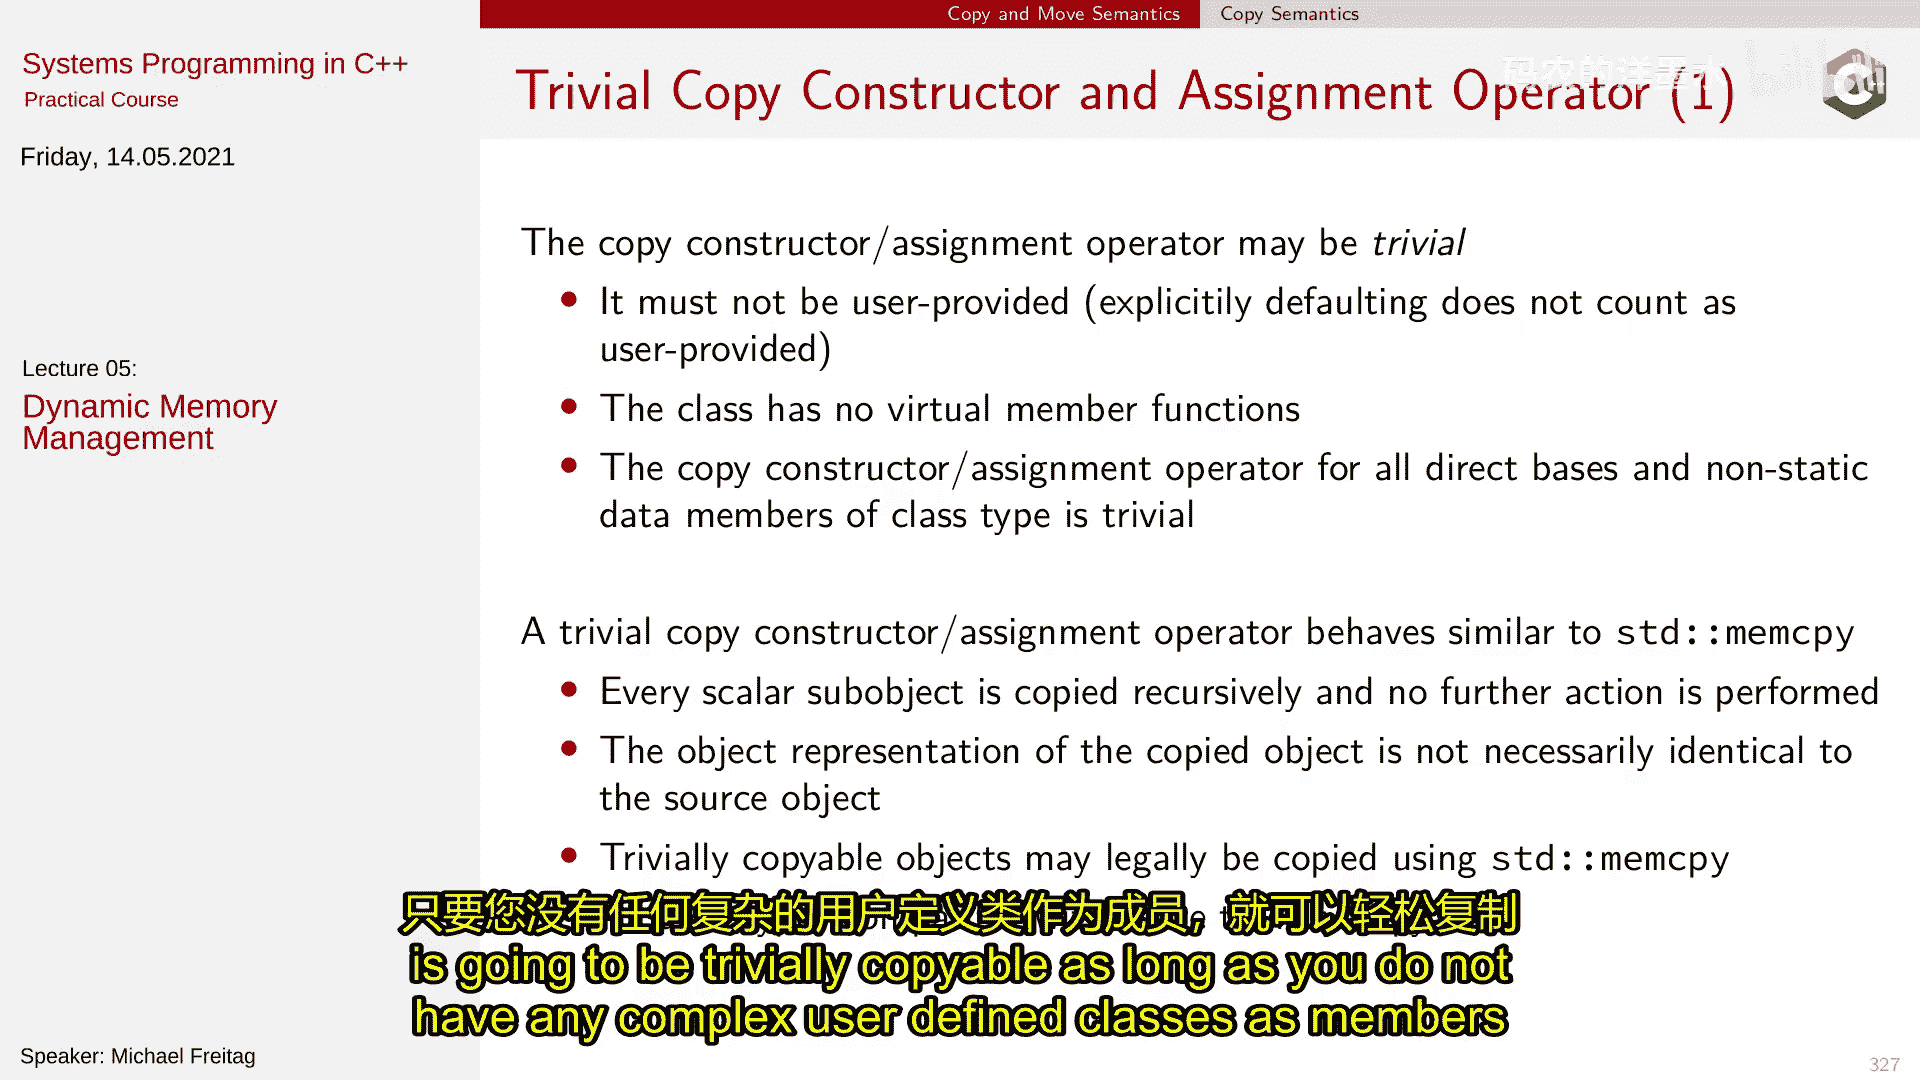 Copy and Move Semantics
Copy Semantics
Systems Programming in C++
Practical Course
Friday, 14.05.2021
Lecture 05:
Dynamic Memory
Management
Speaker: Michael Freitag
Trivial Copy Constructor and Assignment Operator (1)
码农的洋墨水
The copy constructor/assignment operator may be trivial
It must not be user-provided (explicitily defaulting does not count as
user-provided)
The class has no virtual member functions
The copy constructor/assignment operator for all direct bases and non-static
data members of class type is trivial
A trivial copy constructor/assignment operator behaves similar to std::memcpy
Every scalar subobject is copied recursively and no further action is performed
The object representation of the copied object is not necessarily identical to
the source object
Trivially copyable objects may legally be copied using std::memcpy
只要您没有任何复杂的用户定义类作为成员，就可以轻松复制
is going to be trivially copyable as long as you do not
have any complex user defined classes as members
327